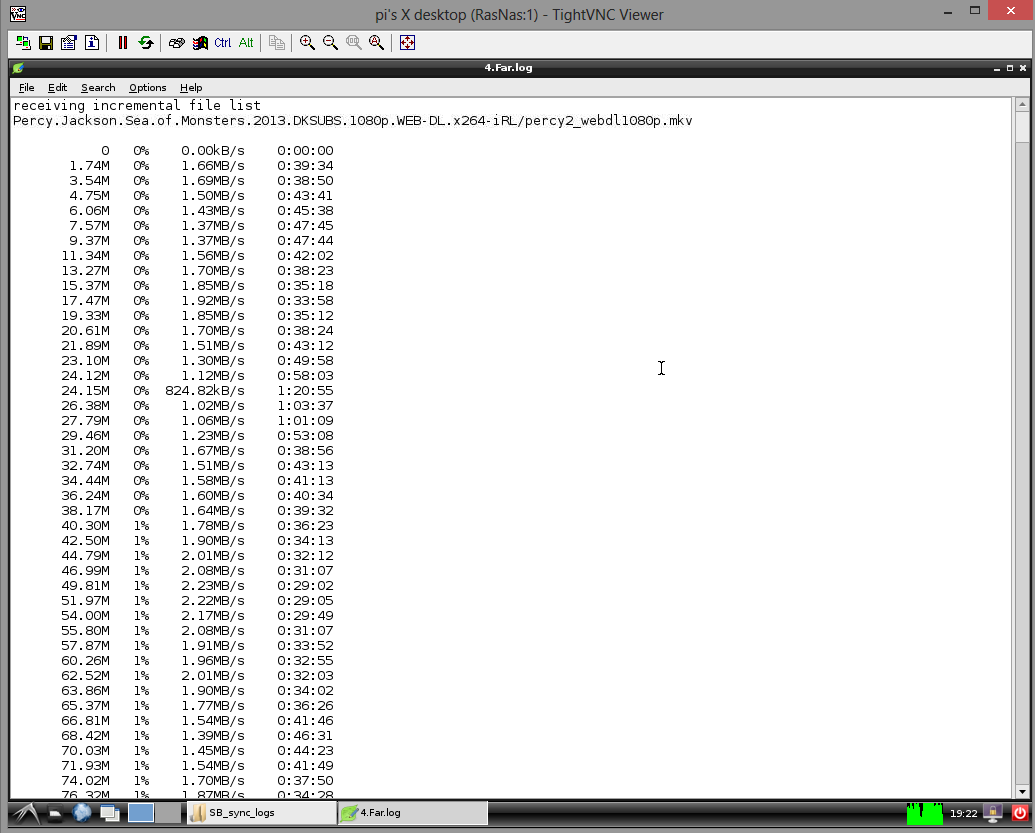 pi's X desktop (RasNas:1) - TightVNC Viewer
Ctrl Alt
4.Far.log
File Edit Search Options Help
receiving incremental file list
Percy.Jackson.Sea.of.Monsters.2013.DKSUBS.1080p.WEB-DL.x264-iRL/percy2_webdl1080p.mkv
0 0% 0.00kB/s 0:00:00
1.74M 0% 1.66MB/s 0:39:34
3.54M 0% 1.69MB/s 0:38:50
4.75M 0% 1.50MB/s 0:43:41
6.06M 0% 1.43MB/s 0:45:38
7.57M 0% 1.37MB/s 0:47:45
9.37M 0% 1.37MB/s 0:47:44
11.34M 0% 1.56MB/s 0:42:02
13.27M 0% 1.70MB/s 0:38:23
15.37M 0% 1.85MB/s 0:35:18
17.47M 0% 1.92MB/s 0:33:58
19.33M 0% 1.85MB/s 0:35:12
20.61M 0% 1.70MB/s 0:38:24
21.89M 0% 1.51MB/s 0:43:12
23.10M 0% 1.30MB/s 0:49:58
24.12M 0% 1.12MB/s 0:58:03
24.15M 0% 824.82kB/s 1:20:55
26.38M 0% 1.02MB/s 1:03:37
27.79M 0% 1.06MB/s 1:01:09
29.46M 0% 1.23MB/s 0:53:08
31.20M 0% 1.67MB/s 0:38:56
32.74M 0% 1.51MB/s 0:43:13
34.44M 0% 1.58MB/s 0:41:13
36.24M 0% 1.60MB/s 0:40:34
38.17M 0% 1.64MB/s 0:39:32
40.30M 1% 1.78MB/s 0:36:23
42.50M 1% 1.90MB/s 0:34:13
44.79M 1% 2.01MB/s 0:32:12
46.99M 1% 2.08MB/s 0:31:07
49.81M 1% 2.23MB/s 0:29:02
51.97M 1% 2.22MB/s 0:29:05
54.00M 1% 2.17MB/s 0:29:49
55.80M 1% 2.08MB/s 0:31:07
57.87M 1% 1.91MB/s 0:33:52
60.26M 1% 1.96MB/s 0:32:55
62.52M 1% 2.01MB/s 0:32:03
63.86M 1% 1.90MB/s 0:34:02
65.37M 1% 1.77MB/s 0:36:26
66.81M 1% 1.54MB/s 0:41:46
68.42M 1% 1.39MB/s 0:46:31
70.03M 1% 1.45MB/s 0:44:23
71.93M 1% 1.54MB/s 0:41:49
74.02M 1% 1.70MB/s 0:37:50
76.32M 1% 1.87MB/s 0:34:28
SB_sync_logs 4.Far.log 19:22